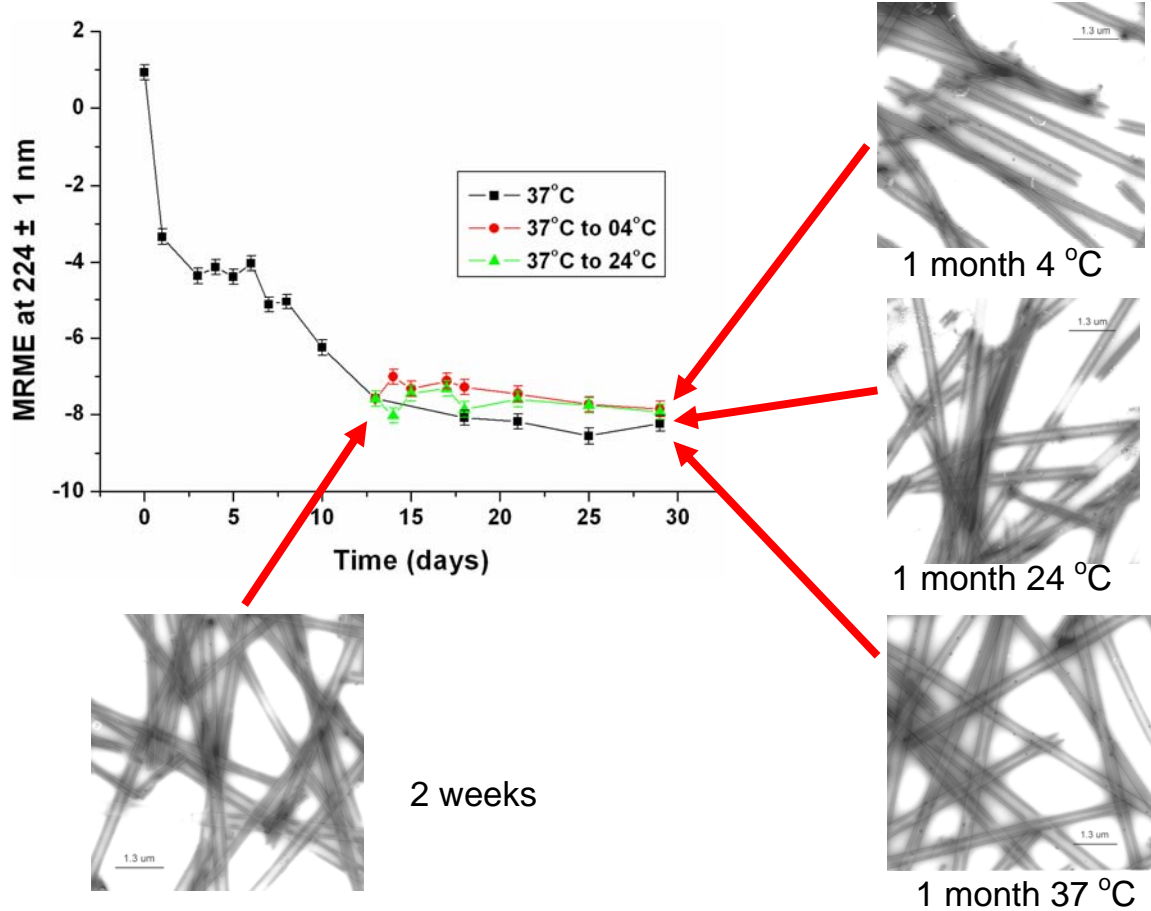 2
0
-2
-4
-6
-8
-10
MRME at 224 ± 1 nm
0 5 10 15 20 25 30
Time (days)
37°C
37°C to 04°C
37°C to 24°C
1.3 um
1 month 4 °C
1.3 um
1 month 24 °C
1.3 um
1 month 37 °C
1.3 um
2 weeks